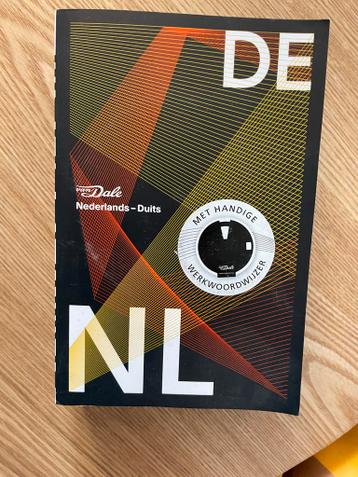 DE
van Dale
Nederlands – Duits
MET HANDIGE
WERKWOORDWIJZER
NL